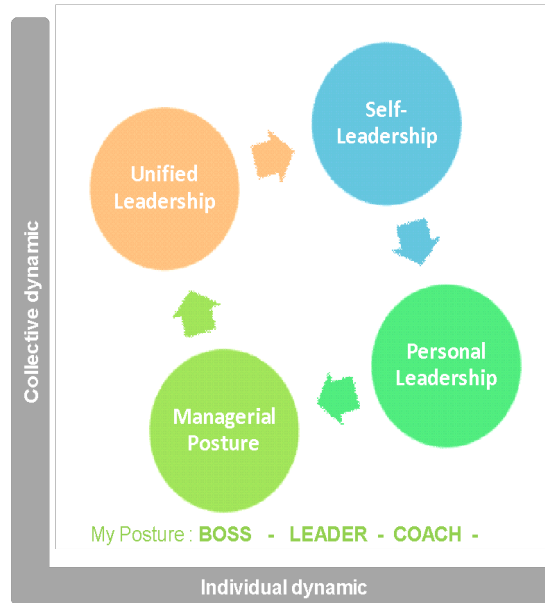 Self-
Leadership
Unified
Leadership
Personal
Leadership
Managerial
Posture
Collective dynamic
My Posture : BOSS - LEADER - COACH -
Individual dynamic